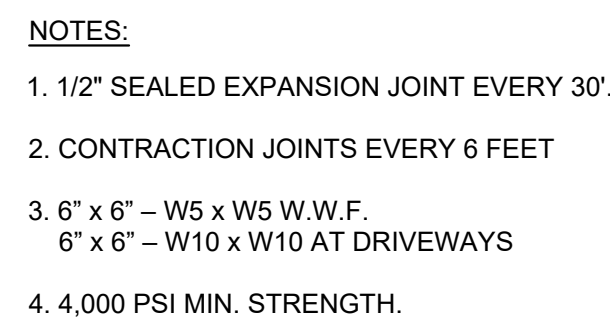 NOTES:
1. 1/2" SEALED EXPANSION JOINT EVERY 30'.
2. CONTRACTION JOINTS EVERY 6 FEET
3. 6” x 6” – W5 x W5 W.W.F.
6” x 6” – W10 x W10 AT DRIVEWAYS
4. 4,000 PSI MIN. STRENGTH.